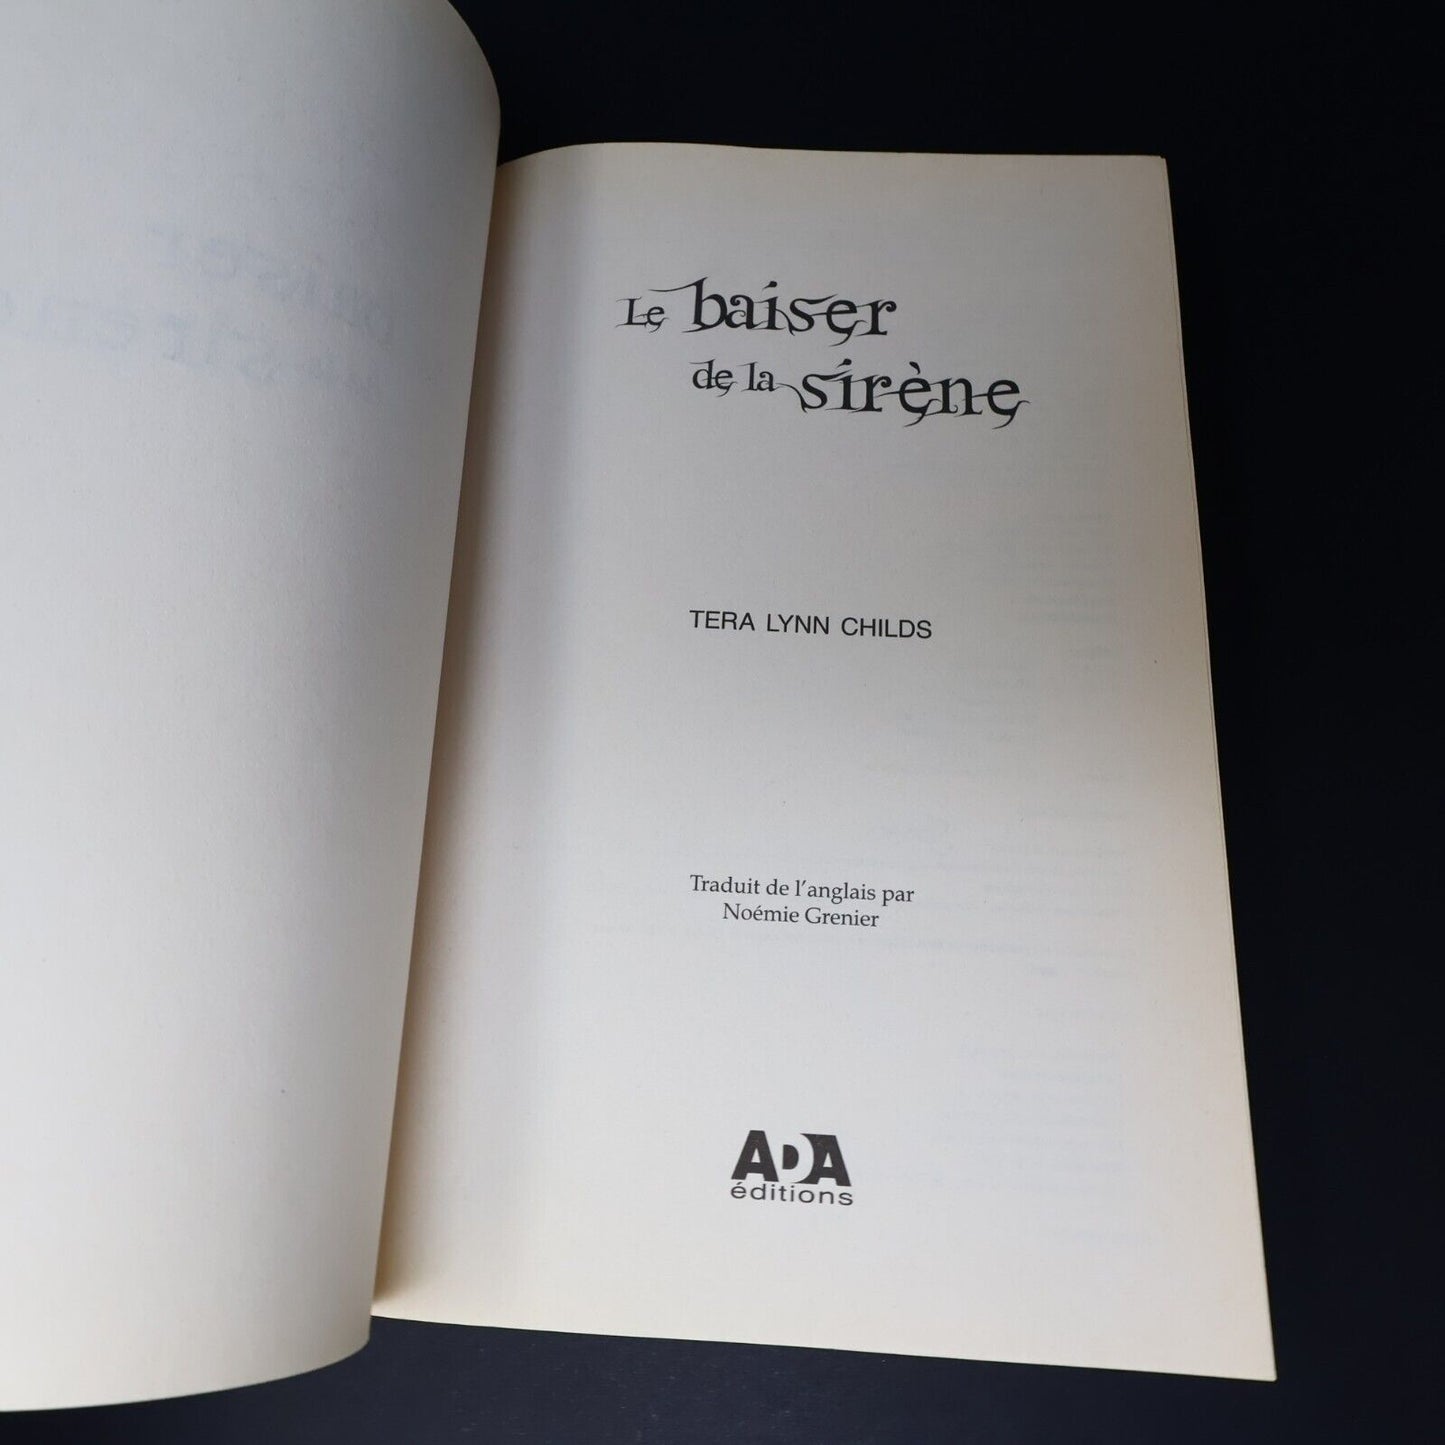 Le baiser
de la sirène
TERA LYNN CHILDS
Traduit de l'anglais par
Noémie Grenier
ADA
éditions